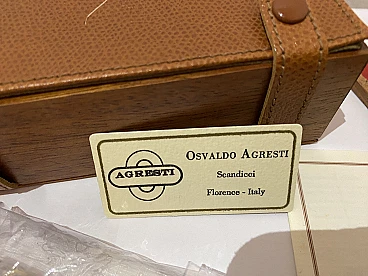 AGRESTI
OSVALDO AGRESTI
Scandicci
Florence - Italy